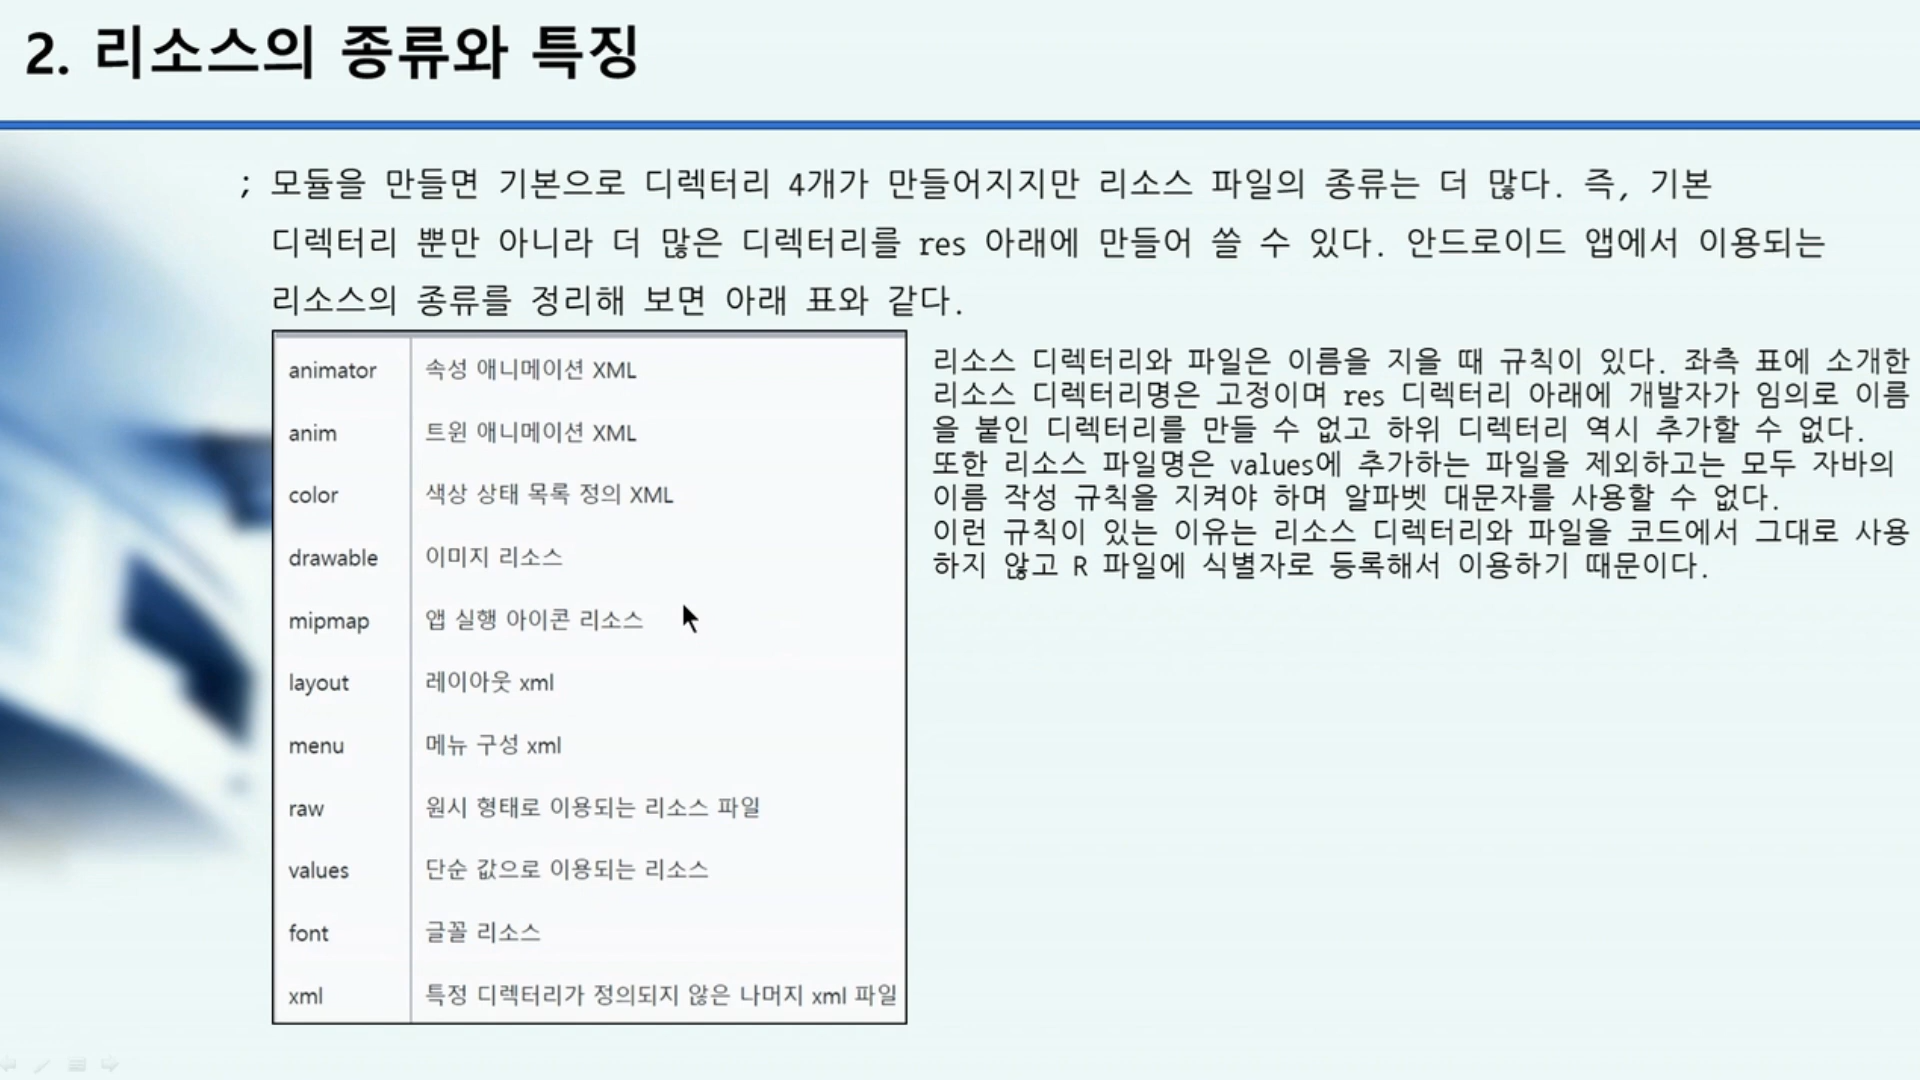 2. 리소스의 종류와 특징
; 모듈을 만들면 기본으로 디렉터리 4개가 만들어지지만 리소스 파일의 종류는 더 많다. 즉, 기본
디렉터리 뿐만 아니라 더 많은 디렉터리를 res 아래에 만들어 쓸 수 있다. 안드로이드 앱에서 이용되는
리소스의 종류를 정리해 보면 아래 표와 같다.
animator 속성 애니메이션 XML
anim 트윈 애니메이션 XML
color 색상 상태 목록 정의 XML
drawable 이미지 리소스
mipmap 앱 실행 아이콘 리소스
layout 레이아웃 xml
menu 메뉴 구성 xml
raw 원시 형태로 이용되는 리소스 파일
values 단순 값으로 이용되는 리소스
font 글꼴 리소스
xml 특정 디렉터리가 정의되지 않은 나머지 xml 파일
리소스 디렉터리와 파일은 이름을 지을 때 규칙이 있다. 좌측 표에 소개한
리소스 디렉터리명은 고정이며 res 디렉터리 아래에 개발자가 임의로 이름
을 붙인 디렉터리를 만들 수 없고 하위 디렉터리 역시 추가할 수 없다.
또한 리소스 파일명은 values에 추가하는 파일을 제외하고는 모두 자바의
이름 작성 규칙을 지켜야 하며 알파벳 대문자를 사용할 수 없다.
이런 규칙이 있는 이유는 리소스 디렉터리와 파일을 코드에서 그대로 사용
하지 않고 R 파일에 식별자로 등록해서 이용하기 때문이다.